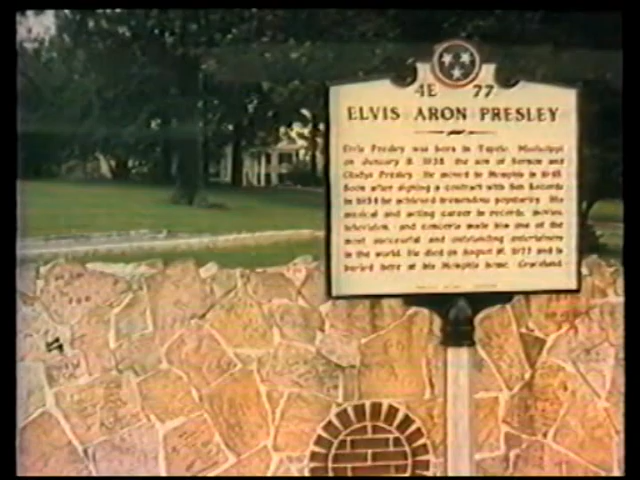 4E 77
ELVIS ARON PRESLEY
Elvis Presley was born in Tupelo, Mississippi
on January 8, 1935, the son of Vernon and
Gladys Presley. He moved to Memphis in 1948.
Soon after signing a contract with Sun Records
in 1954 he achieved tremendous popularity. His
musical and acting career in records, movies,
television, and concerts made him one of the
most successful and outstanding entertainers
in the world. He died on August 16, 1977 and is
buried here at his Memphis home, Graceland.